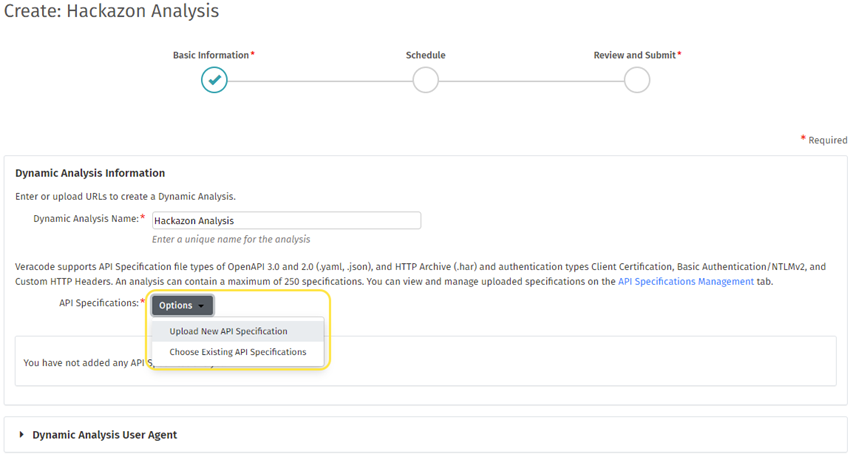 Create: Hackazon Analysis
Basic Information*
Schedule
Review and Submit*
* Required
Dynamic Analysis Information
Enter or upload URLs to create a Dynamic Analysis.
Dynamic Analysis Name:* Hackazon Analysis
Enter a unique name for the analysis
Veracode supports API Specification file types of OpenAPI 3.0 and 2.0 (.yaml, .json), and HTTP Archive (.har) and authentication types Client Certification, Basic Authentication/NTLMv2, and
Custom HTTP Headers. An analysis can contain a maximum of 250 specifications. You can view and manage uploaded specifications on the API Specifications Management tab.
API Specifications:* Options
Upload New API Specification
Choose Existing API Specifications
You have not added any API
Dynamic Analysis User Agent